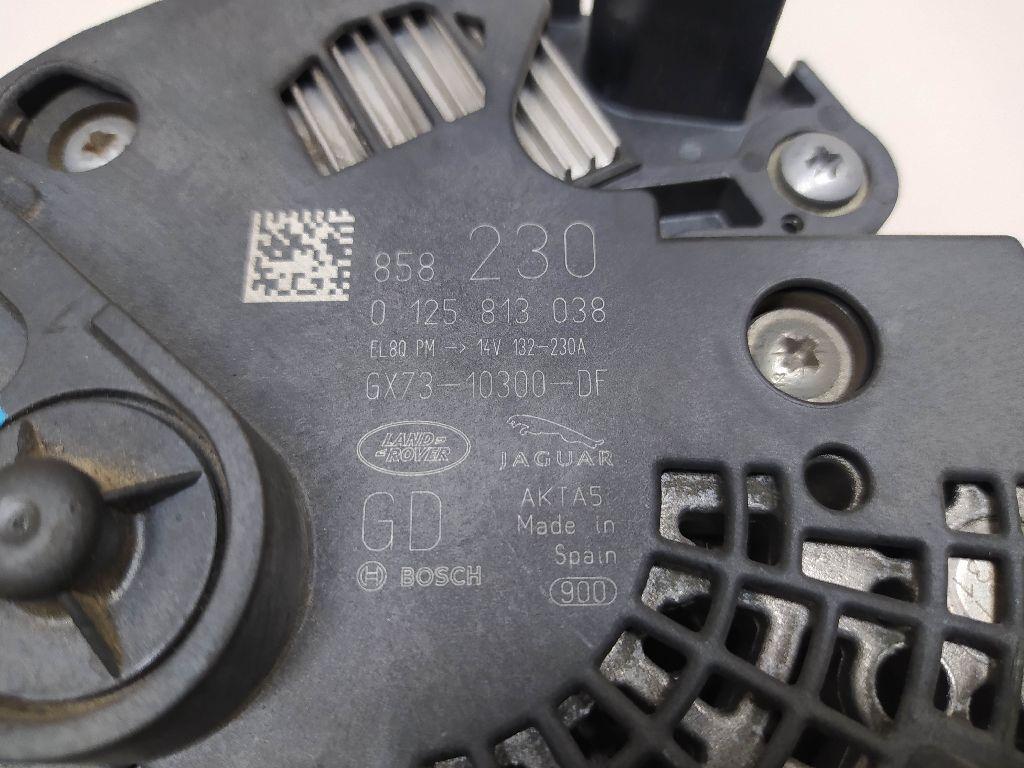 858 230
0 125 813 038
EL8Q PM -> 14V 132-230A
GX73-10300-DF
LAND-
-ROVER
JAGUAR
GD
AKTA5
Made in
Spain
BOSCH
900